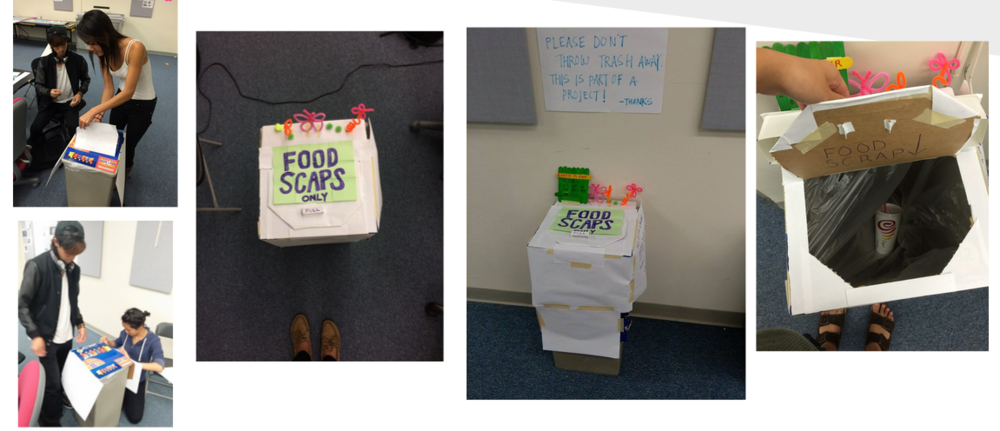 FOOD
SCAPS
ONLY
PULL
PLEASE DON'T
THROW TRASH AWAY
THIS IS PART OF A
PROJECT!
-THANKS
FOOD
SCAPS
ONLY
FOOD
SCRAPS